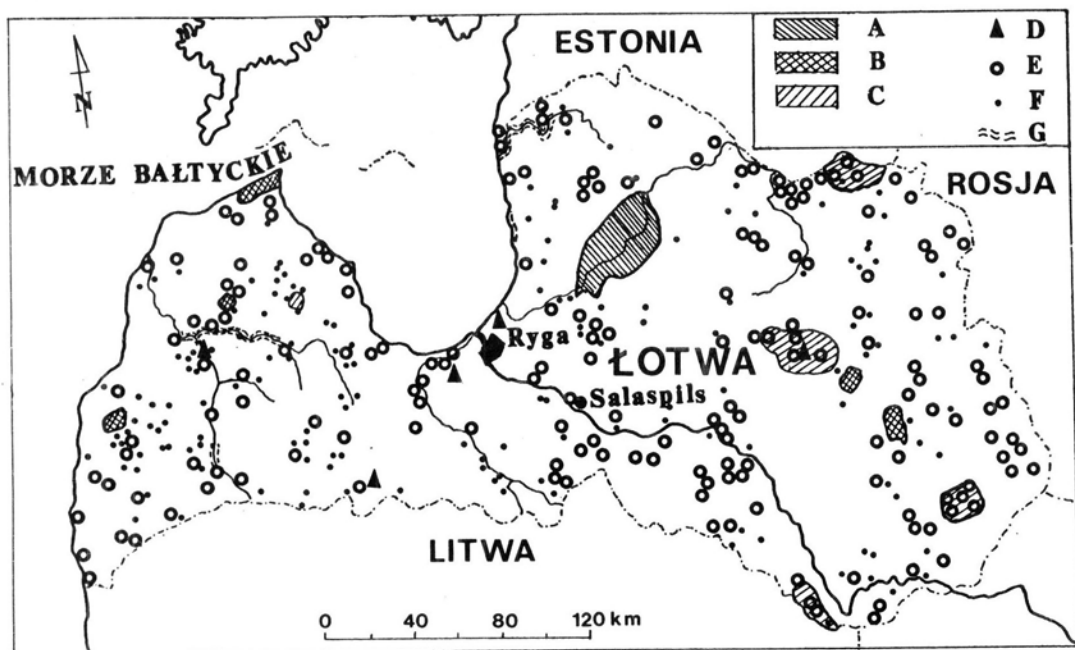 ESTONIA
A
D
B
E
C
F
G
N
MORZE BAŁTYCKIE
ROSJA
Ryga
ŁOTWA
Salaspils
LITWA
0 40 80 120 km